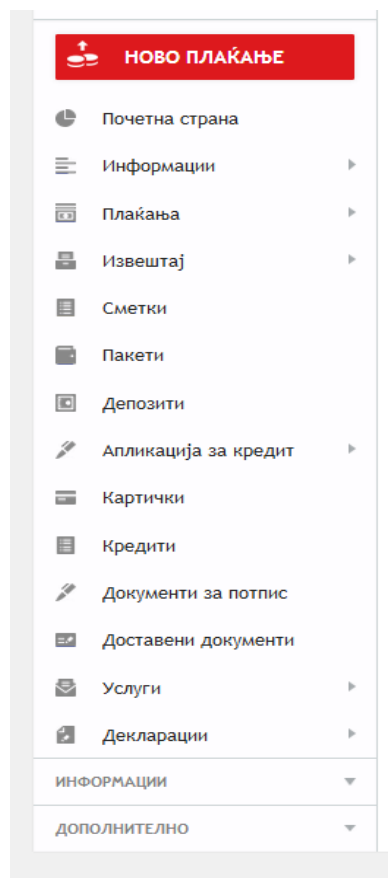 НОВО ПЛАЌАЊЕ
Почетна страна
Информации
Плаќања
Извештај
Сметки
Пакети
Депозити
Апликација за кредит
Картички
Кредити
Документи за потпис
Доставени документи
Услуги
Декларации
ИНФОРМАЦИИ
ДОПОЛНИТЕЛНО